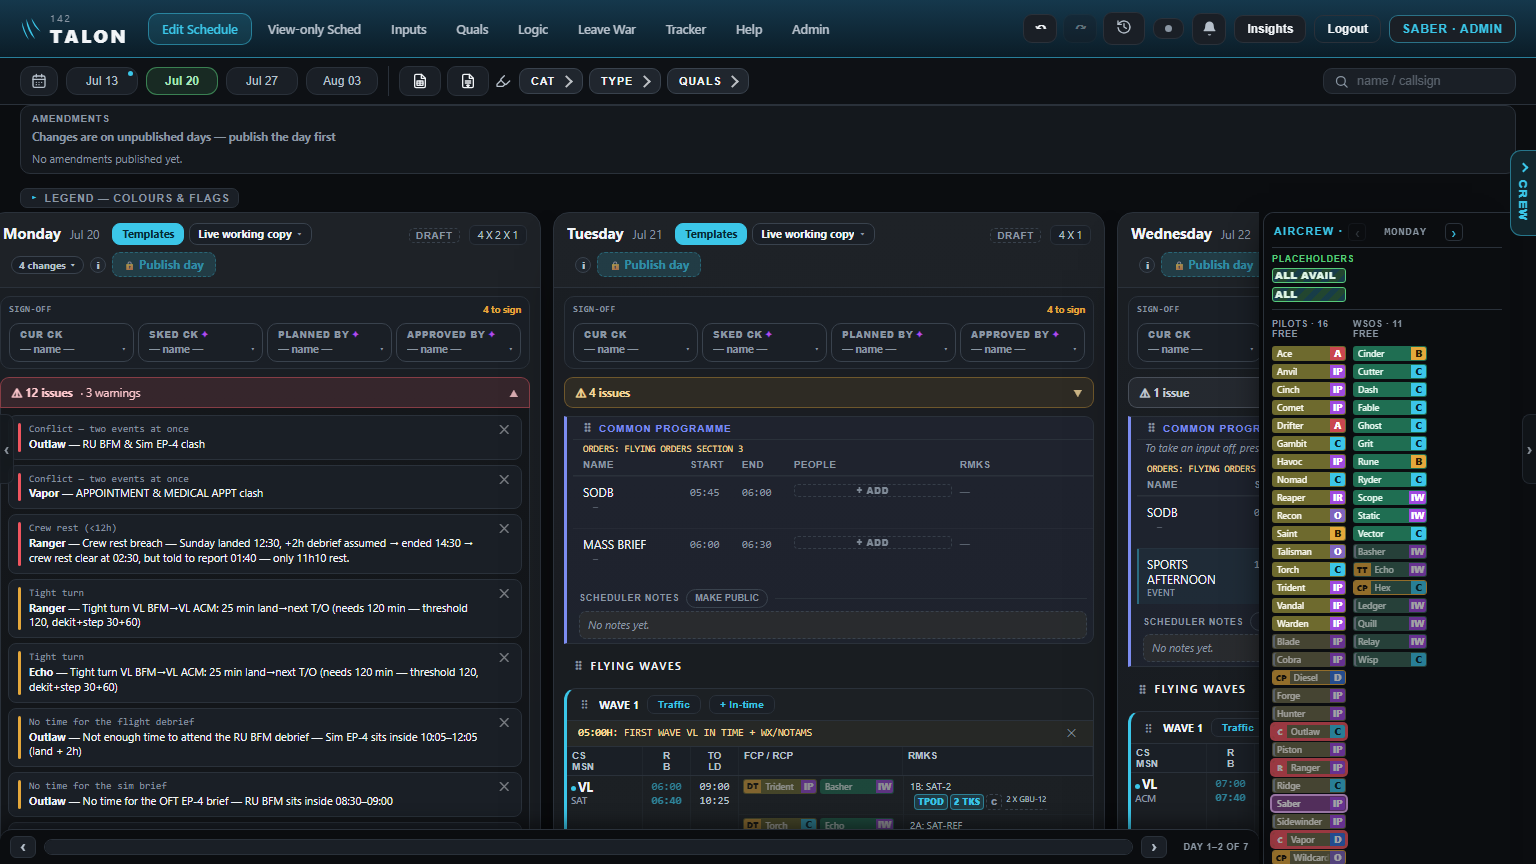 142
TALON
Edit Schedule
View-only Sched
Inputs
Quals
Logic
Leave War
Tracker
Help
Admin
Insights
Logout
SABER · ADMIN
Jul 13
Jul 20
Jul 27
Aug 03
CAT
TYPE
QUALS
name / callsign
AMENDMENTS
Changes are on unpublished days — publish the day first
No amendments published yet.
CREW
LEGEND — COLOURS & FLAGS
Monday Jul 20 Templates Live working copy DRAFT 4 X 2 X 1
4 changes i Publish day
SIGN-OFF 4 to sign
CUR CK SKED CK PLANNED BY APPROVED BY
— name — — name — — name — — name —
12 issues · 3 warnings
Conflict — two events at once
Outlaw — RU BFM & Sim EP-4 clash
Conflict — two events at once
Vapor — APPOINTMENT & MEDICAL APPT clash
Crew rest (<12h)
Ranger — Crew rest breach — Sunday landed 12:30, +2h debrief assumed → ended 14:30 →
crew rest clear at 02:30, but told to report 01:40 — only 11h10 rest.
Tight turn
Ranger — Tight turn VL BFM→VL ACM: 25 min land→next T/O (needs 120 min — threshold
120, dekit+step 30+60)
Tight turn
Echo — Tight turn VL BFM→VL ACM: 25 min land→next T/O (needs 120 min — threshold 120,
dekit+step 30+60)
No time for the flight debrief
Outlaw — Not enough time to attend the RU BFM debrief — Sim EP-4 sits inside 10:05–12:05
(land + 2h)
No time for the sim brief
Outlaw — No time for the OFT EP-4 brief — RU BFM sits inside 08:30–09:00
Tuesday Jul 21 Templates Live working copy DRAFT 4 X 1
i Publish day
SIGN-OFF 4 to sign
CUR CK SKED CK PLANNED BY APPROVED BY
— name — — name — — name — — name —
4 issues
COMMON PROGRAMME
ORDERS: FLYING ORDERS SECTION 3
NAME START END PEOPLE RMKS
SODB 05:45 06:00 + ADD —
—
MASS BRIEF 06:00 06:30 + ADD —
—
SCHEDULER NOTES MAKE PUBLIC
No notes yet.
FLYING WAVES
WAVE 1 Traffic + In-time
05:00H: FIRST WAVE VL IN TIME + WX/NOTAMS
CS R TO FCP / RCP RMKS
MSN B LD
VL 06:00 09:00 DT Trident IP Basher IW 1B: SAT-2
SAT 06:40 10:25 TPOD 2 TKS C 2 X GBU-12
DT Torch C Echo IW 2A: SAT-REF
Wednesday Jul 22
i Publish day
SIGN-OFF
CUR CK
— name —
1 issue
COMMON PROGR
To take an input off, pres
ORDERS: FLYING ORDERS
NAME S
SODB 0
—
SPORTS 1
AFTERNOON
EVENT
SCHEDULER NOTES
No notes yet.
FLYING WAVES
WAVE 1 Traffic
CS R
MSN B
VL 07:00
ACM 07:40
AIRCREW · MONDAY
PLACEHOLDERS
ALL AVAIL
ALL
PILOTS · 16 WSOS · 11
FREE FREE
Ace A Cinder B
Anvil IP Cutter C
Cinch IP Dash C
Comet IP Fable C
Drifter A Ghost C
Gambit C Grit C
Havoc IP Rune B
Nomad C Ryder C
Reaper IR Scope IW
Recon O Static IW
Saint B Vector C
Talisman O Basher IW
Torch C TT Echo IW
Trident IP CP Hex C
Vandal IP Ledger IW
Warden IP Quill IW
Blade IP Relay IW
Cobra IP Wisp C
CP Diesel D
Forge IP
Hunter IP
C Outlaw C
Piston IP
R Ranger IP
Ridge C
Saber IP
Sidewinder IP
C Vapor D
CP Wildcard O
DAY 1–2 OF 7